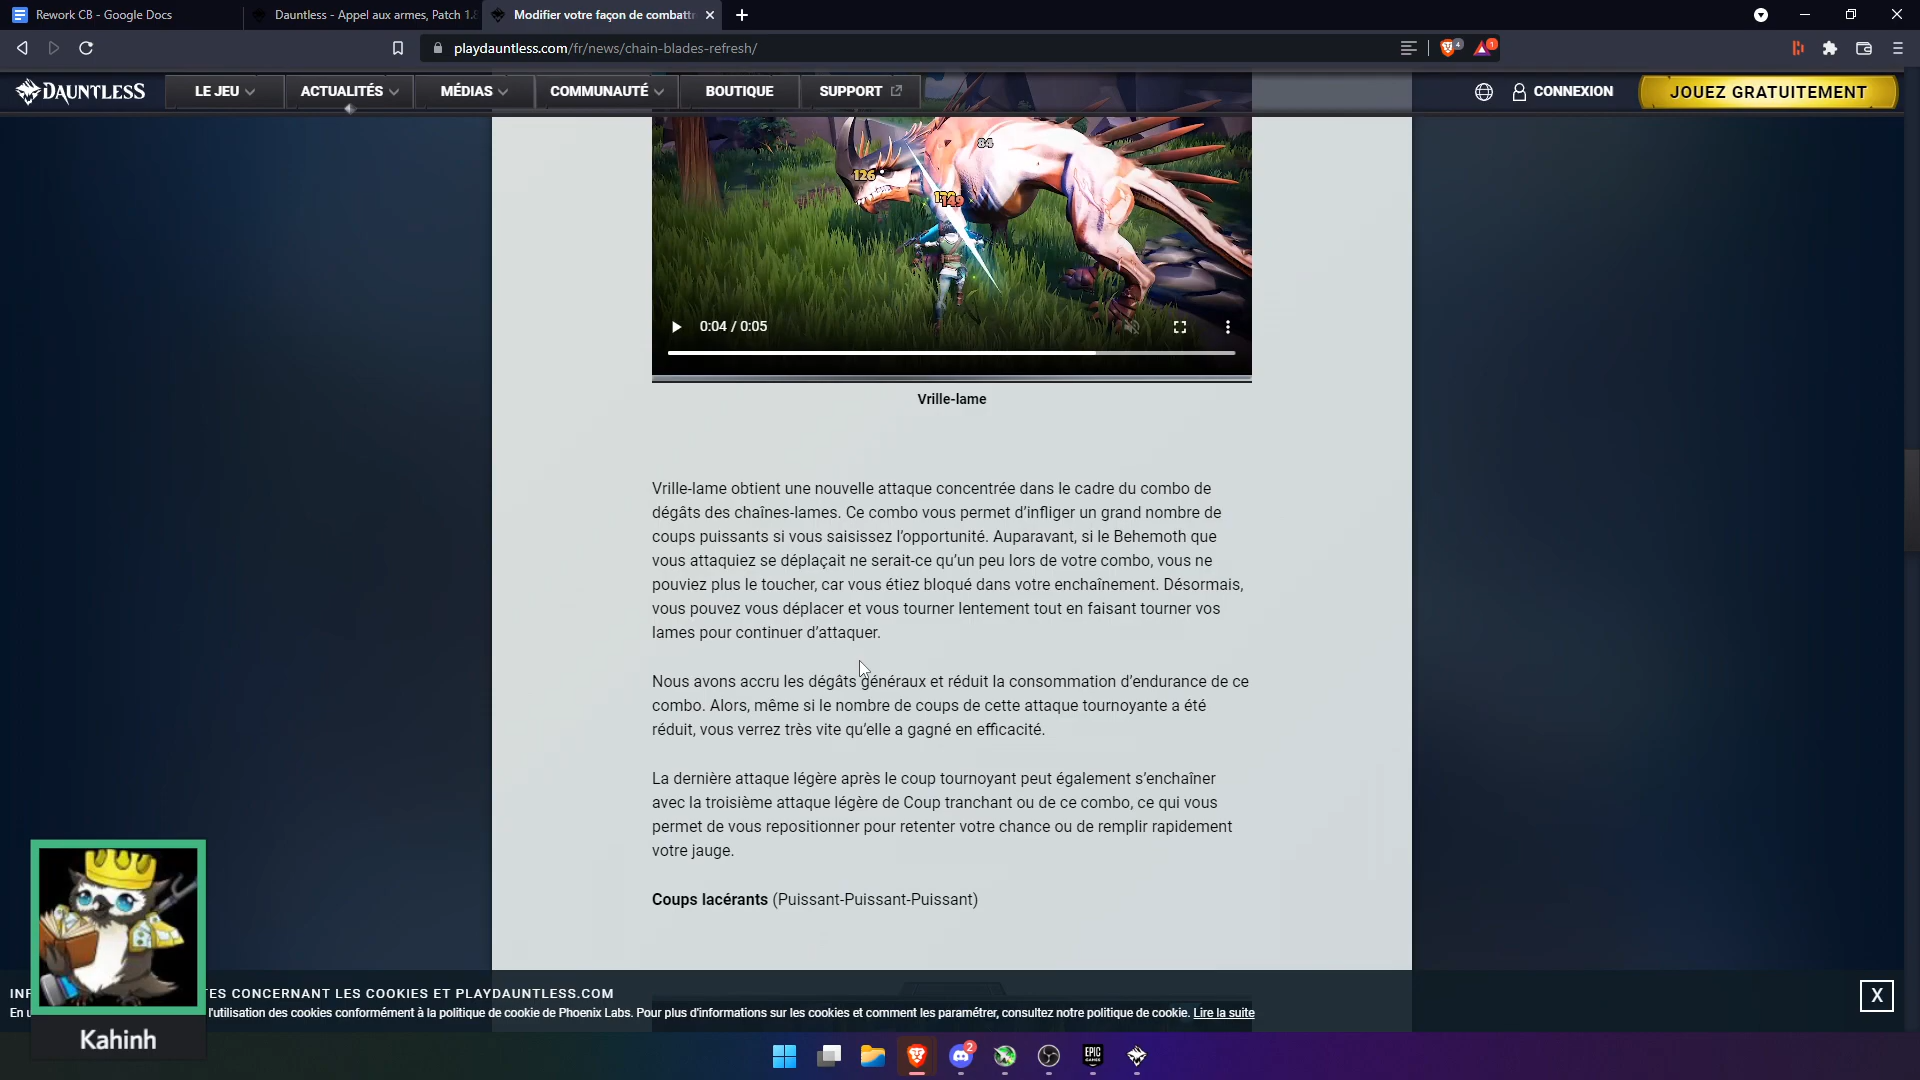 Rework CB - Google Docs
Dauntless - Appel aux armes, Patch 1.8
Modifier votre façon de combattr
playdauntless.com/fr/news/chain-blades-refresh/
4
1
DAUNTLESS
LE JEU
ACTUALITÉS
MÉDIAS
COMMUNAUTÉ
BOUTIQUE
SUPPORT
CONNEXION
JOUEZ GRATUITEMENT
84
126
149
0:04 / 0:05
Vrille-lame
Vrille-lame obtient une nouvelle attaque concentrée dans le cadre du combo de
dégâts des chaînes-lames. Ce combo vous permet d’infliger un grand nombre de
coups puissants si vous saisissez l’opportunité. Auparavant, si le Behemoth que
vous attaquiez se déplaçait ne serait-ce qu’un peu lors de votre combo, vous ne
pouviez plus le toucher, car vous étiez bloqué dans votre enchaînement. Désormais,
vous pouvez vous déplacer et vous tourner lentement tout en faisant tourner vos
lames pour continuer d’attaquer.
Nous avons accru les dégâts généraux et réduit la consommation d’endurance de ce
combo. Alors, même si le nombre de coups de cette attaque tournoyante a été
réduit, vous verrez très vite qu’elle a gagné en efficacité.
La dernière attaque légère après le coup tournoyant peut également s’enchaîner
avec la troisième attaque légère de Coup tranchant ou de ce combo, ce qui vous
permet de vous repositionner pour retenter votre chance ou de remplir rapidement
votre jauge.
Coups lacérants (Puissant-Puissant-Puissant)
CONCERNANT LES COOKIES ET PLAYDAUNTLESS.COM
l'utilisation des cookies conformément à la politique de cookie de Phoenix Labs. Pour plus d'informations sur les cookies et comment les paramétrer, consultez notre politique de cookie. Lire la suite
X
Kahinh
2
EPIC
GAMES